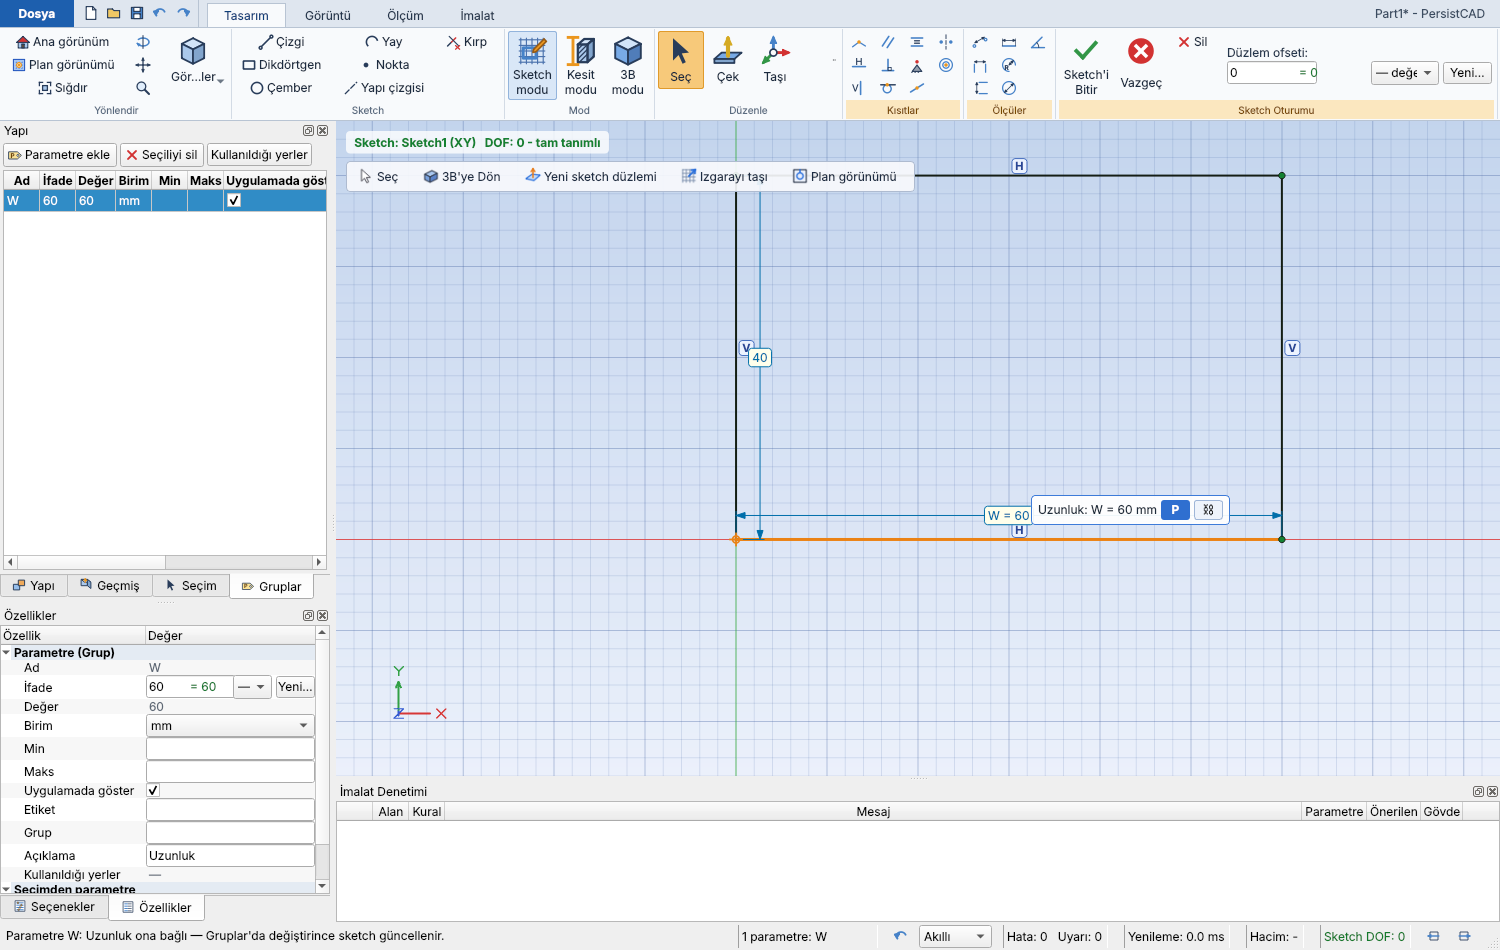 Dosya
Tasarım
Görüntü
Ölçüm
İmalat
Part1* - PersistCAD
Ana görünüm
Plan görünümü
Sığdır
Gör...ler
Yönlendir
Çizgi
Dikdörtgen
Çember
Yay
Nokta
Yapı çizgisi
Kırp
Sketch
Sketch modu
Kesit modu
3B modu
Mod
Seç
Çek
Taşı
Düzenle
Kısıtlar
Ölçüler
Sketch'i Bitir
Vazgeç
Sil
Düzlem ofseti:
0 = 0
— değe
Yeni...
Sketch Oturumu
Yapı
Parametre ekle
Seçiliyi sil
Kullanıldığı yerler
Ad İfade Değer Birim Min Maks Uygulamada göst
W 60 60 mm
Yapı
Geçmiş
Seçim
Gruplar
Özellikler
Özellik Değer
Parametre (Grup)
Ad W
İfade 60 = 60 — Yeni...
Değer 60
Birim mm
Min
Maks
Uygulamada göster
Etiket
Grup
Açıklama Uzunluk
Kullanıldığı yerler —
Seçimden parametre
Seçenekler
Özellikler
Sketch: Sketch1 (XY) DOF: 0 - tam tanımlı
Seç
3B'ye Dön
Yeni sketch düzlemi
Izgarayı taşı
Plan görünümü
H
V
40
V
W = 60
Uzunluk: W = 60 mm P
H
Y
Z
X
İmalat Denetimi
Alan Kural Mesaj Parametre Önerilen Gövde
Parametre W: Uzunluk ona bağlı — Gruplar'da değiştirince sketch güncellenir.
1 parametre: W
Akıllı
Hata: 0 Uyarı: 0
Yenileme: 0.0 ms
Hacim: -
Sketch DOF: 0